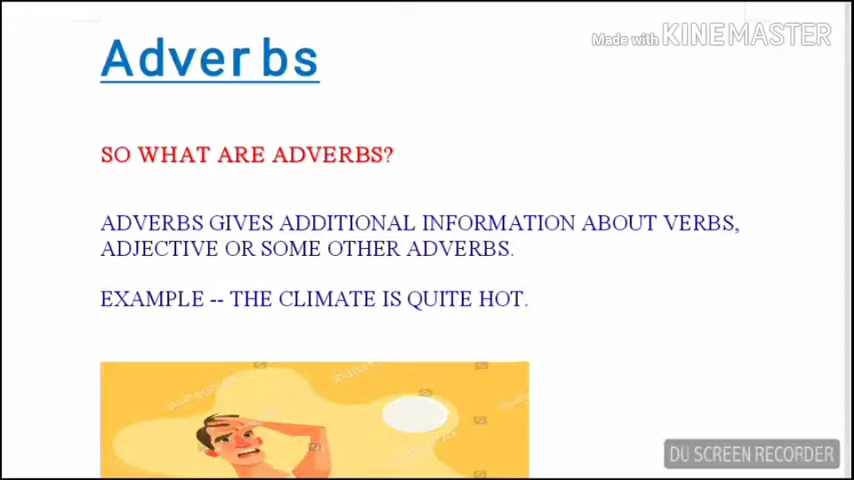 Made with KINEMASTER
Adverbs
SO WHAT ARE ADVERBS?
ADVERBS GIVES ADDITIONAL INFORMATION ABOUT VERBS,
ADJECTIVE OR SOME OTHER ADVERBS.
EXAMPLE -- THE CLIMATE IS QUITE HOT.
DU SCREEN RECORDER